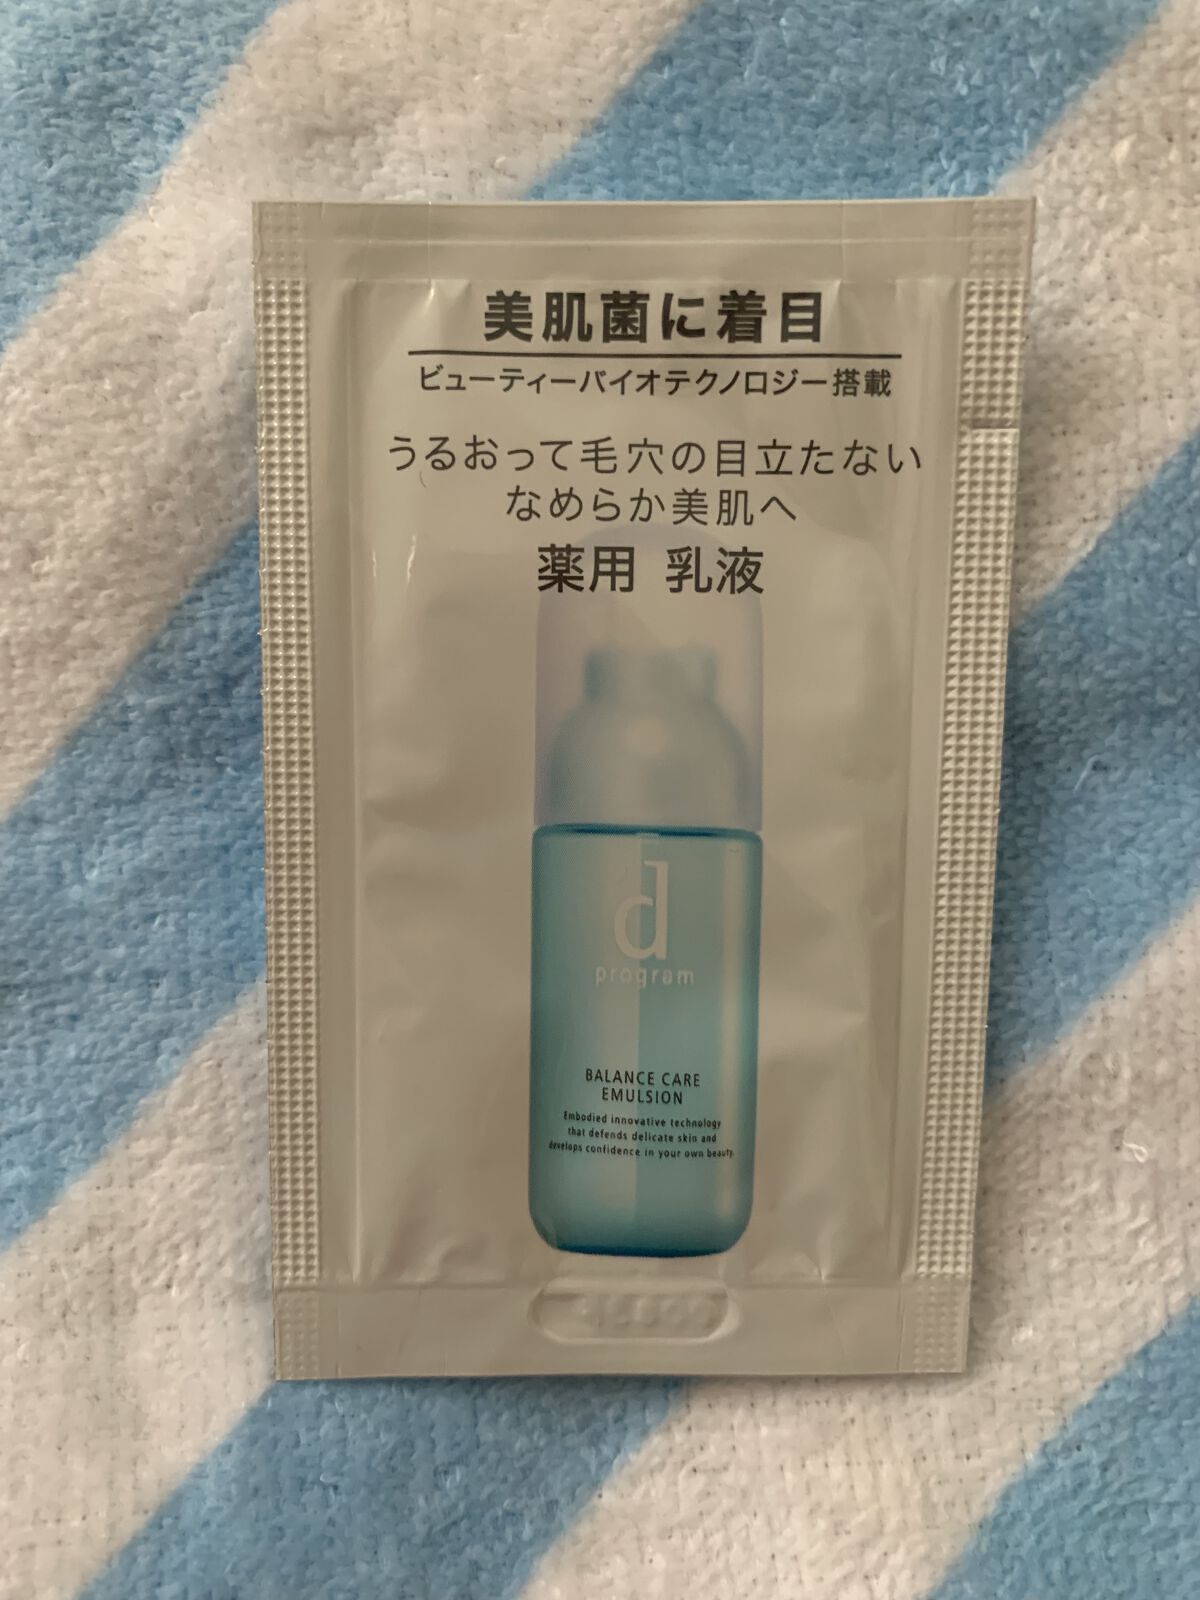 美肌菌に着目
ビューティーバイオテクノロジー搭載
うるおって毛穴の目立たない
なめらか美肌へ
薬用 乳液
d
program
BALANCE CARE
EMULSION
Embodied innovative technology
that defends delicate skin and
develops confidence in your own beauty.